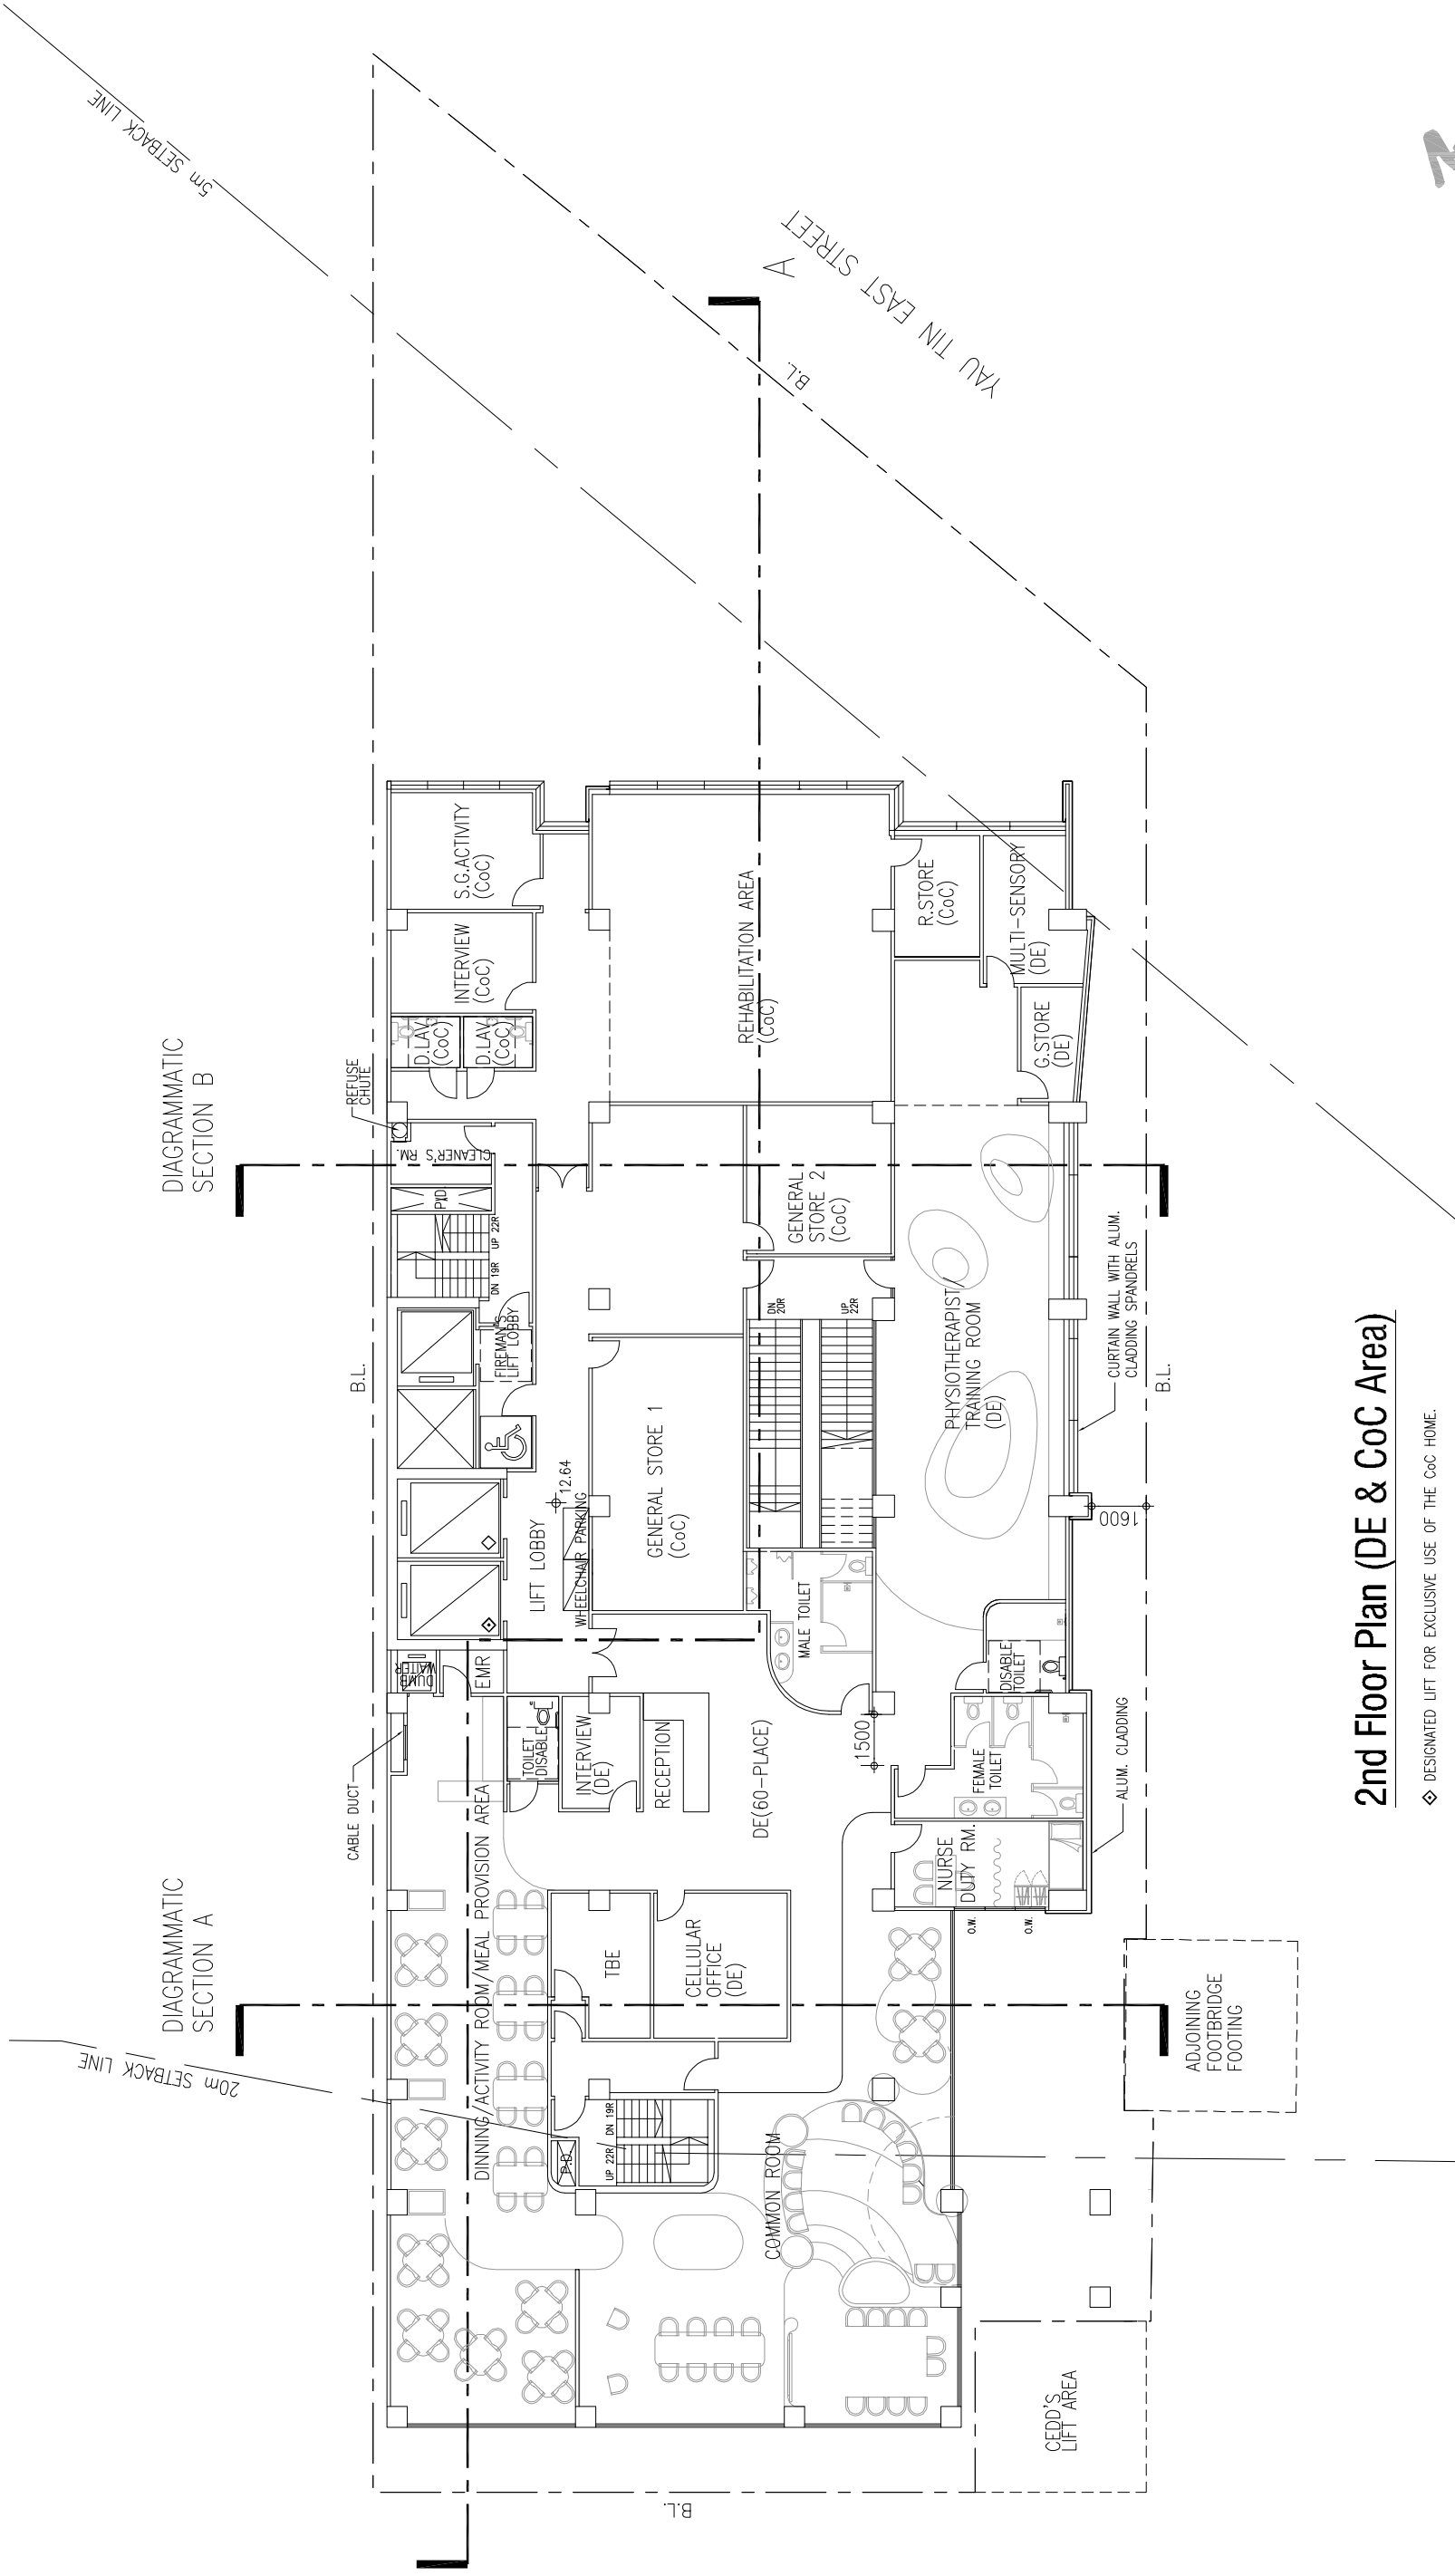 5m SETBACK LINE
20m SETBACK LINE
DIAGRAMMATIC
SECTION A
DIAGRAMMATIC
SECTION B
CABLE DUCT
B.L.
REFUSE
CHUTE
DUMB
WAITER
EMR
FIREMAN'S
LIFT LOBBY
DN 19R
UP 22R
P.D.
CLEANER'S RM.
D.LAV
(CoC)
D.LAV
(CoC)
INTERVIEW
(CoC)
S.G.ACTIVITY
(CoC)
DINNING/ACTIVITY ROOM/MEAL PROVISION AREA
TOILET
DISABLE
INTERVIEW
(DE)
RECEPTION
LIFT LOBBY
12.64
WHEELCHAIR PARKING
P.D.
UP 22R
DN 19R
TBE
CELLULAR
OFFICE
(DE)
DE(60-PLACE)
GENERAL STORE 1
(CoC)
DN
20R
UP
22R
GENERAL
STORE 2
(CoC)
REHABILITATION AREA
(CoC)
COMMON ROOM
MALE TOILET
1500
PHYSIOTHERAPIST/
TRAINING ROOM
(DE)
R.STORE
(CoC)
MULTI-SENSORY
(DE)
G.STORE
(DE)
NURSE
DUTY RM.
O.W.
O.W.
FEMALE
TOILET
DISABLE
TOILET
1600
ALUM. CLADDING
CURTAIN WALL WITH ALUM.
CLADDING SPANDRELS
B.L.
B.L.
B.L.
A
YAU TIN EAST STREET
CEDD'S
LIFT AREA
ADJOINING
FOOTBRIDGE
FOOTING
2nd Floor Plan (DE & CoC Area)
DESIGNATED LIFT FOR EXCLUSIVE USE OF THE CoC HOME.